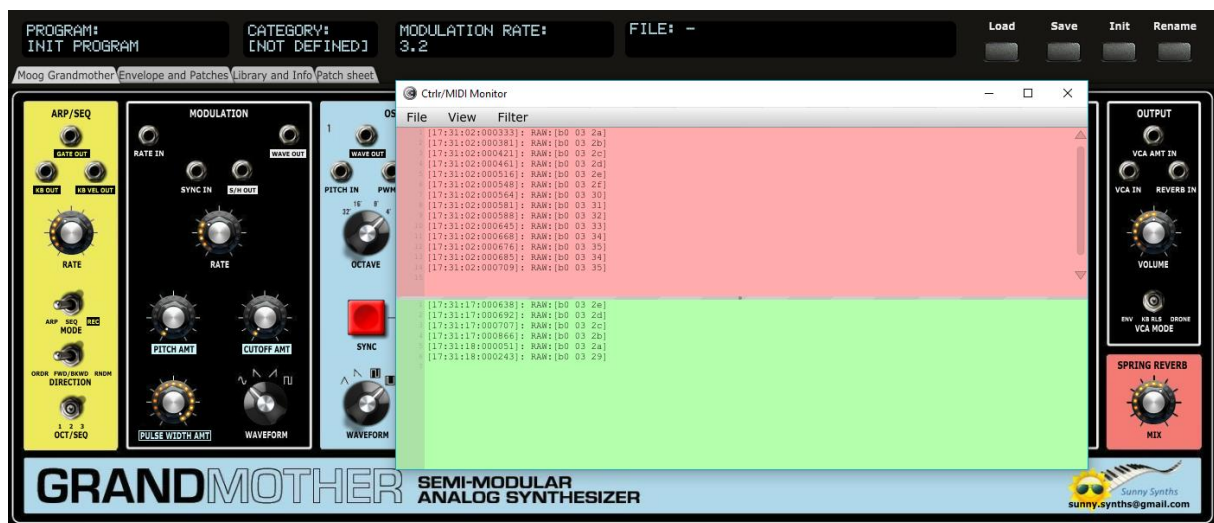 PROGRAM:
INIT PROGRAM
CATEGORY:
[NOT DEFINED]
MODULATION RATE:
3.2
FILE: -
Load Save Init Rename
Moog Grandmother Envelope and Patches Library and Info Patch sheet
Ctrlr/MIDI Monitor
File View Filter
[17:31:02:000333]: RAW:[b0 03 2a]
[17:31:02:000381]: RAW:[b0 03 2b]
[17:31:02:000421]: RAW:[b0 03 2c]
[17:31:02:000461]: RAW:[b0 03 2d]
[17:31:02:000516]: RAW:[b0 03 2e]
[17:31:02:000548]: RAW:[b0 03 2f]
[17:31:02:000564]: RAW:[b0 03 30]
[17:31:02:000581]: RAW:[b0 03 31]
[17:31:02:000588]: RAW:[b0 03 32]
[17:31:02:000645]: RAW:[b0 03 33]
[17:31:02:000668]: RAW:[b0 03 34]
[17:31:02:000676]: RAW:[b0 03 35]
[17:31:02:000685]: RAW:[b0 03 34]
[17:31:02:000709]: RAW:[b0 03 35]
[17:31:17:000638]: RAW:[b0 03 2e]
[17:31:17:000692]: RAW:[b0 03 2d]
[17:31:17:000707]: RAW:[b0 03 2c]
[17:31:17:000866]: RAW:[b0 03 2b]
[17:31:18:000051]: RAW:[b0 03 2a]
[17:31:18:000243]: RAW:[b0 03 29]
ARP/SEQ
GATE OUT
KB OUT KB VEL OUT
RATE
ARP SEQ REC
MODE
ORDR FWD/BKWD RNDM
DIRECTION
1 2 3
OCT/SEQ
MODULATION
RATE IN WAVE OUT
SYNC IN S/H OUT
RATE
PITCH AMT CUTOFF AMT
PULSE WIDTH AMT WAVEFORM
OS
1
WAVE OUT
PITCH IN PWM
32' 16' 8' 4'
OCTAVE
SYNC
WAVEFORM
OUTPUT
VCA AMT IN
VCA IN REVERB IN
VOLUME
ENV KB RLS DRONE
VCA MODE
SPRING REVERB
MIX
GRANDMOTHER
SEMI-MODULAR
ANALOG SYNTHESIZER
Sunny Synths
sunny.synths@gmail.com